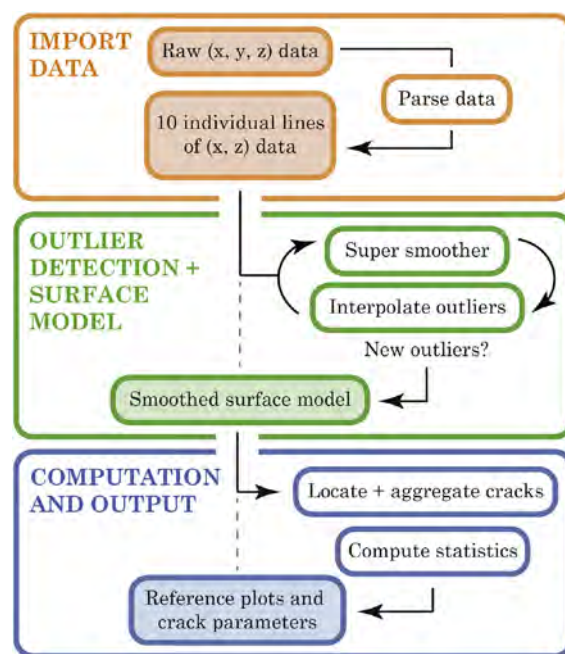 IMPORT
DATA
Raw (x, y, z) data
Parse data
10 individual lines
of (x, z) data
OUTLIER
DETECTION +
SURFACE
MODEL
Super smoother
Interpolate outliers
New outliers?
Smoothed surface model
COMPUTATION
AND OUTPUT
Locate + aggregate cracks
Compute statistics
Reference plots and
crack parameters